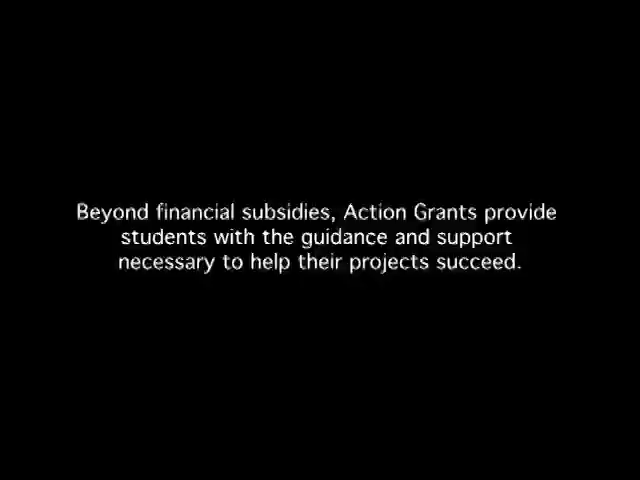 Beyond financial subsidies, Action Grants provide
students with the guidance and support
necessary to help their projects succeed.